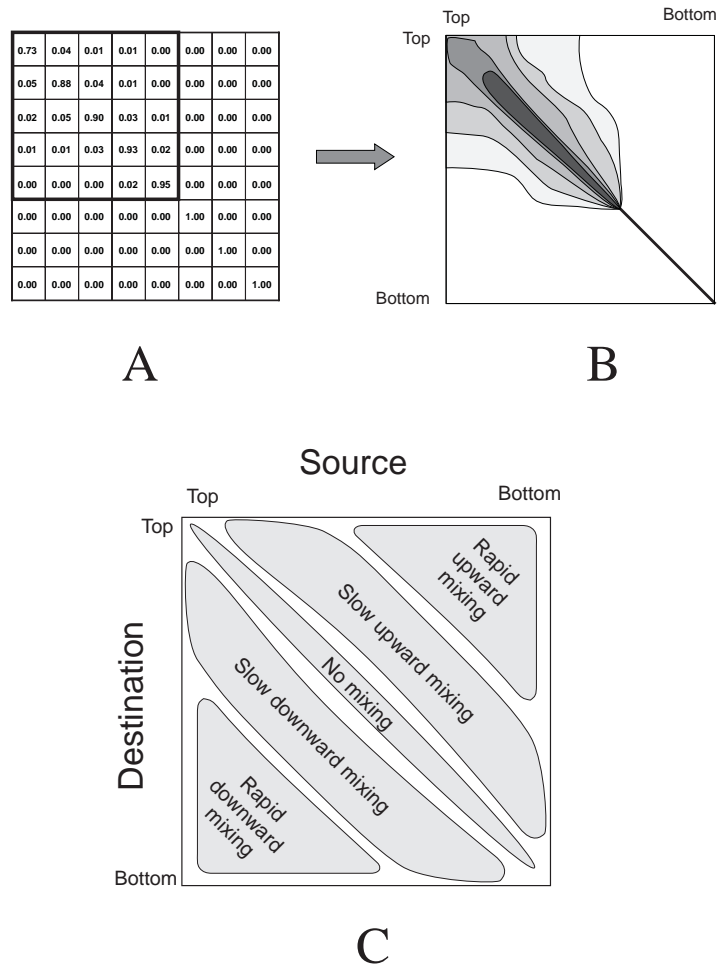 0.73 0.04 0.01 0.01 0.00 0.00 0.00 0.00
0.05 0.88 0.04 0.01 0.00 0.00 0.00 0.00
0.02 0.05 0.90 0.03 0.01 0.00 0.00 0.00
0.01 0.01 0.03 0.93 0.02 0.00 0.00 0.00
0.00 0.00 0.00 0.02 0.95 0.00 0.00 0.00
0.00 0.00 0.00 0.00 0.00 1.00 0.00 0.00
0.00 0.00 0.00 0.00 0.00 0.00 1.00 0.00
0.00 0.00 0.00 0.00 0.00 0.00 0.00 1.00
A
Top Bottom
Top
Bottom
B
Source
Top Bottom
Top
Destination
Bottom
Rapid
upward
mixing
Slow upward mixing
No mixing
Slow downward mixing
Rapid
downward
mixing
C